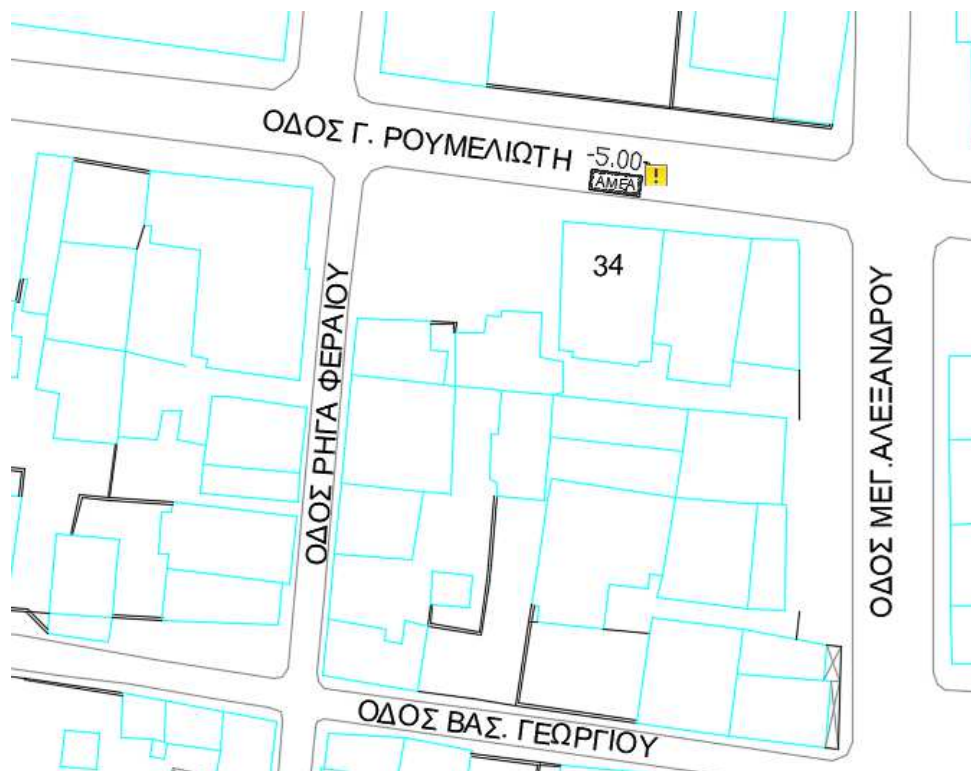 ΟΔΟΣ Γ. ΡΟΥΜΕΛΙΩΤΗ
-5.00
ΑΜΕΑ
!
34
ΟΔΟΣ ΡΗΓΑ ΦΕΡΑΙΟΥ
ΟΔΟΣ ΜΕΓ.ΑΛΕΞΑΝΔΡΟΥ
ΟΔΟΣ ΒΑΣ. ΓΕΩΡΓΙΟΥ